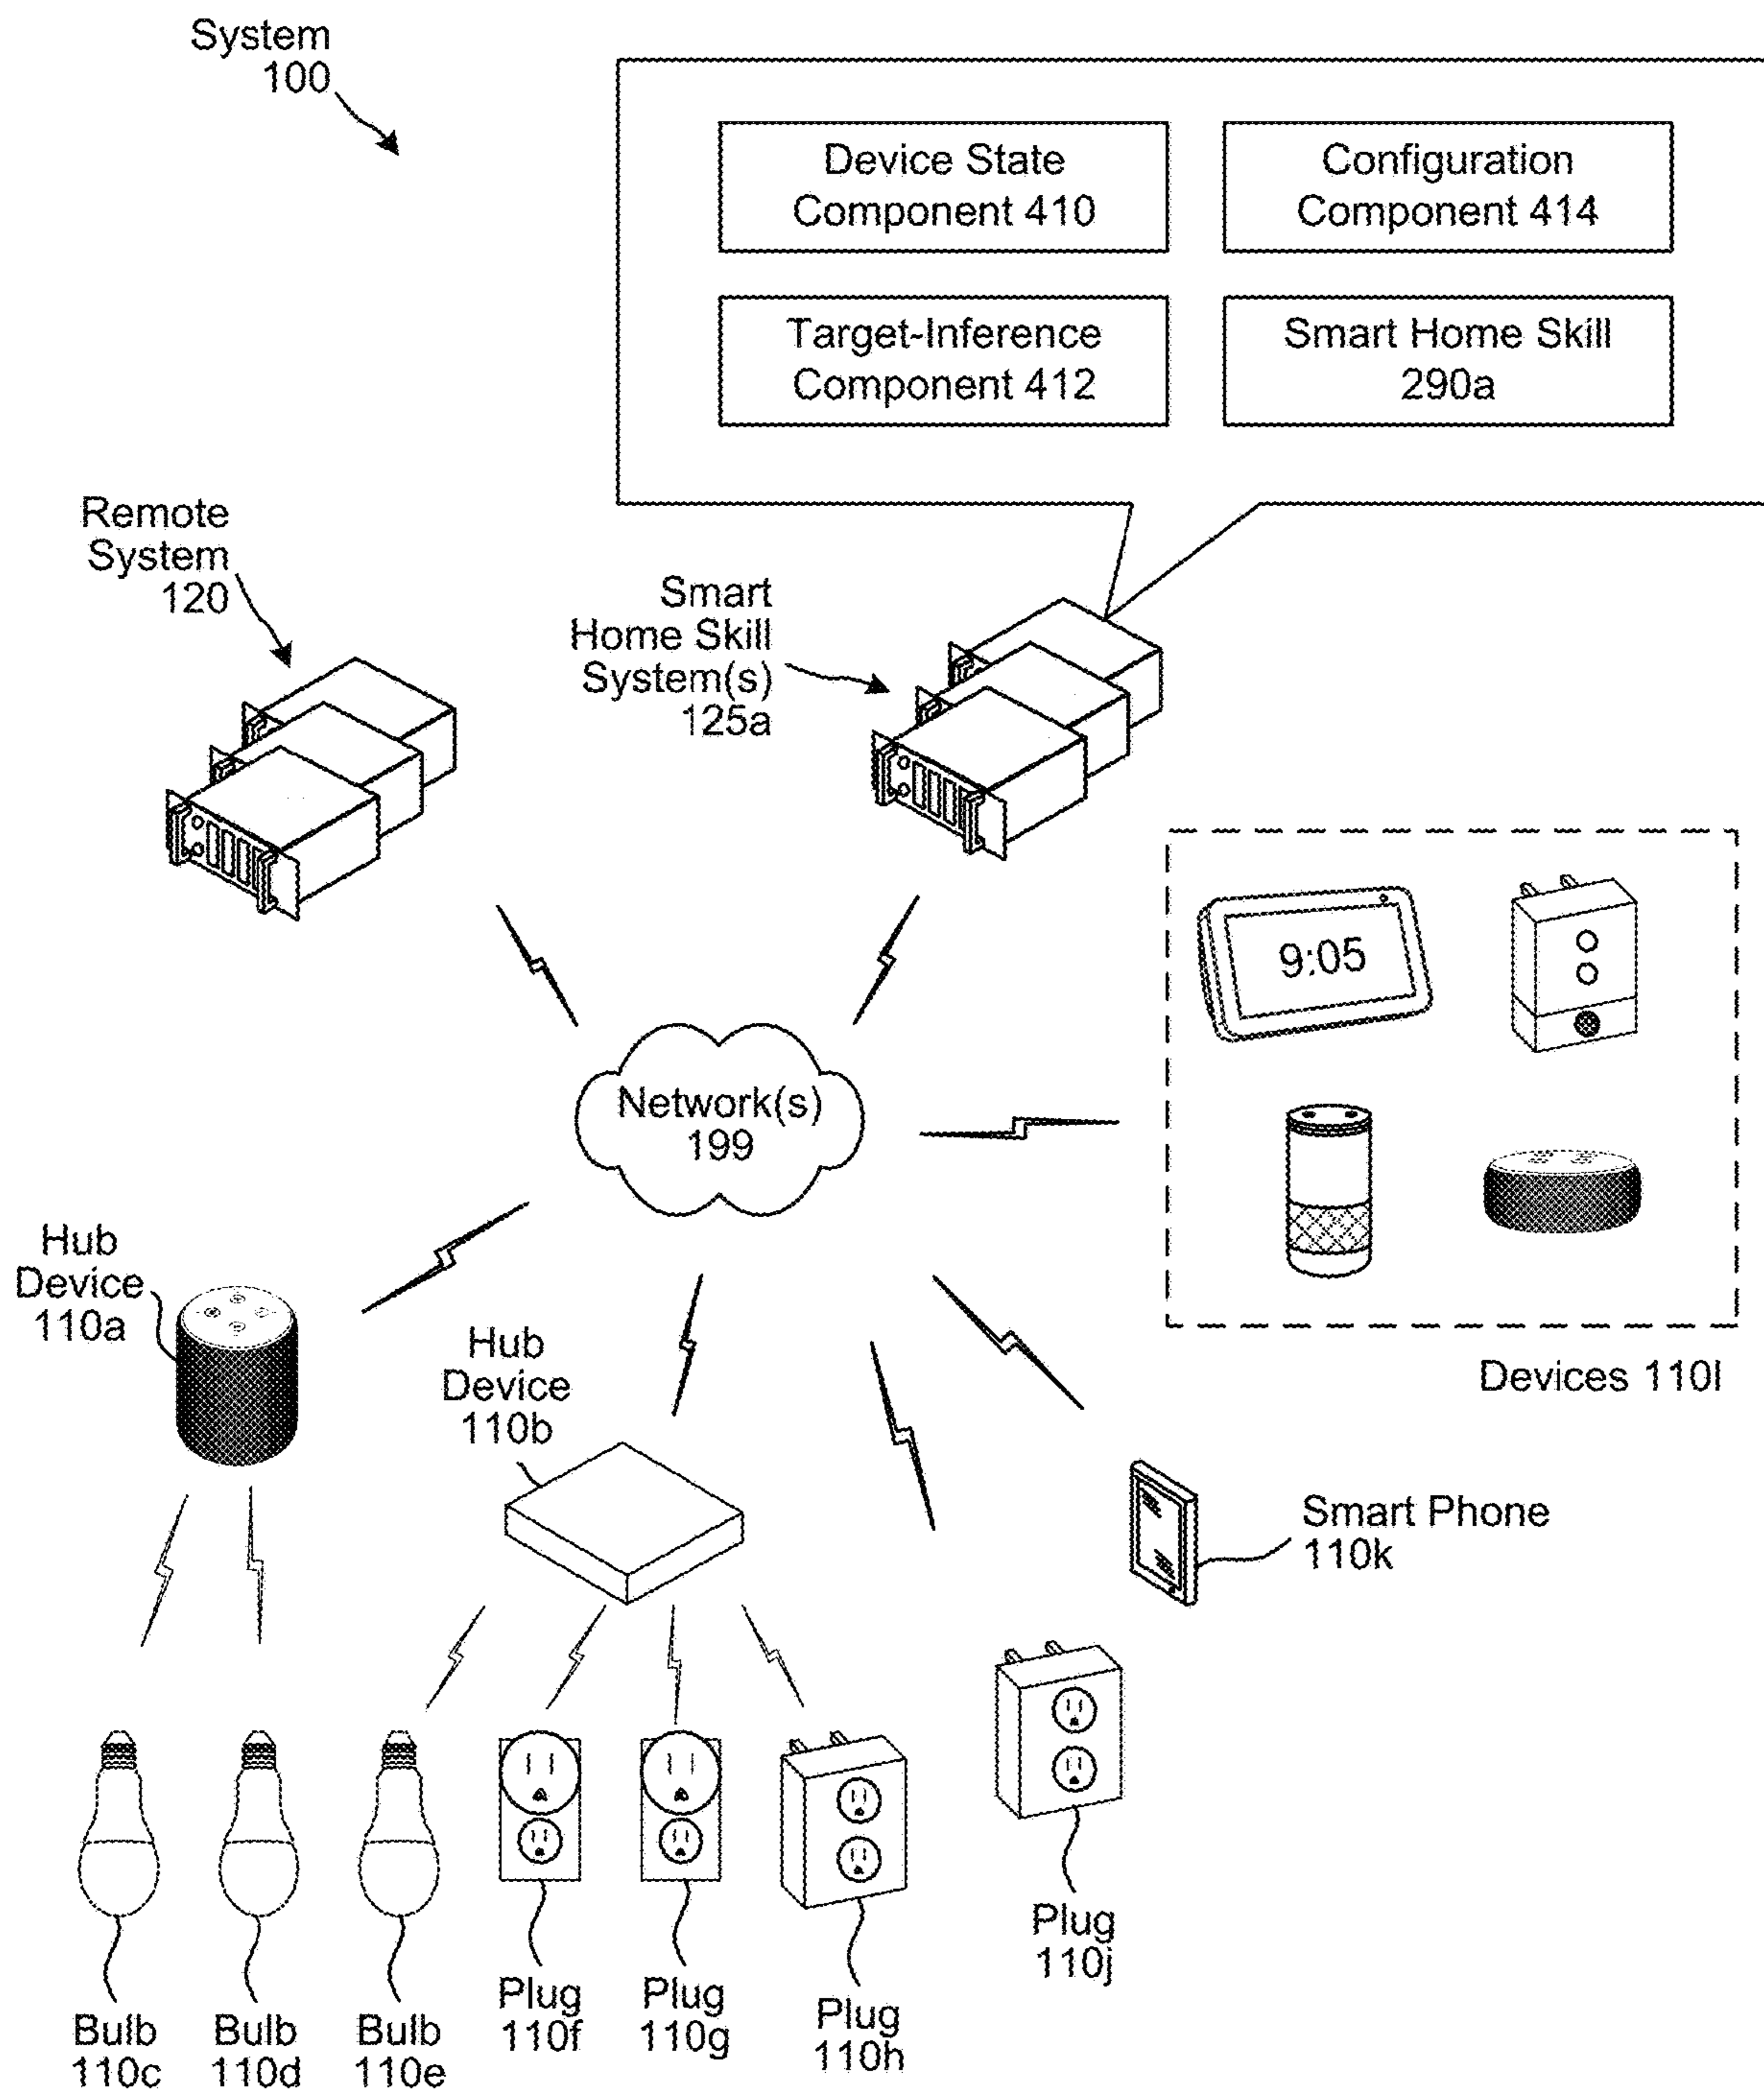 System
100
Device State
Component 410
Configuration
Component 414
Target-Inference
Component 412
Smart Home Skill
290a
Remote
System
120
Smart
Home Skill
System(s)
125a
9:05
Network(s)
199
Devices 110l
Hub
Device
110a
Hub
Device
110b
Smart Phone
110k
Plug
110j
Bulb
110c
Bulb
110d
Bulb
110e
Plug
110f
Plug
110g
Plug
110h